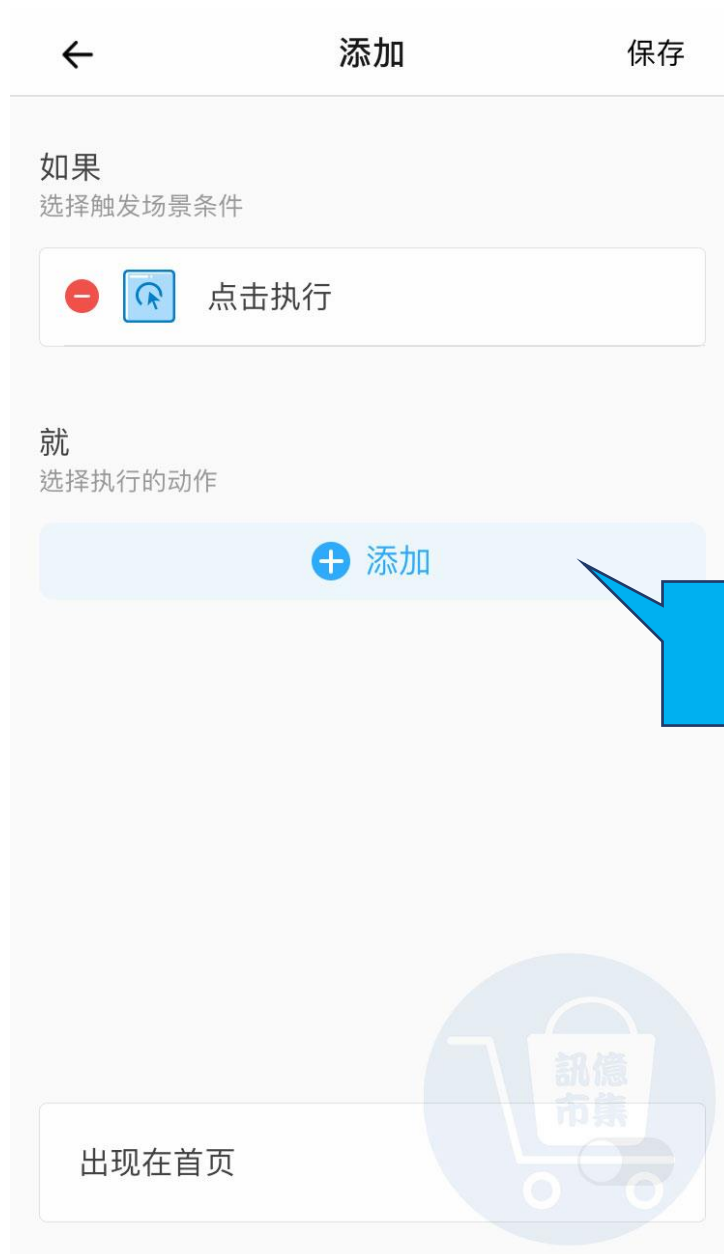 添加
保存
如果
选择触发场景条件
点击执行
就
选择执行的动作
添加
訊億
市集
出现在首页